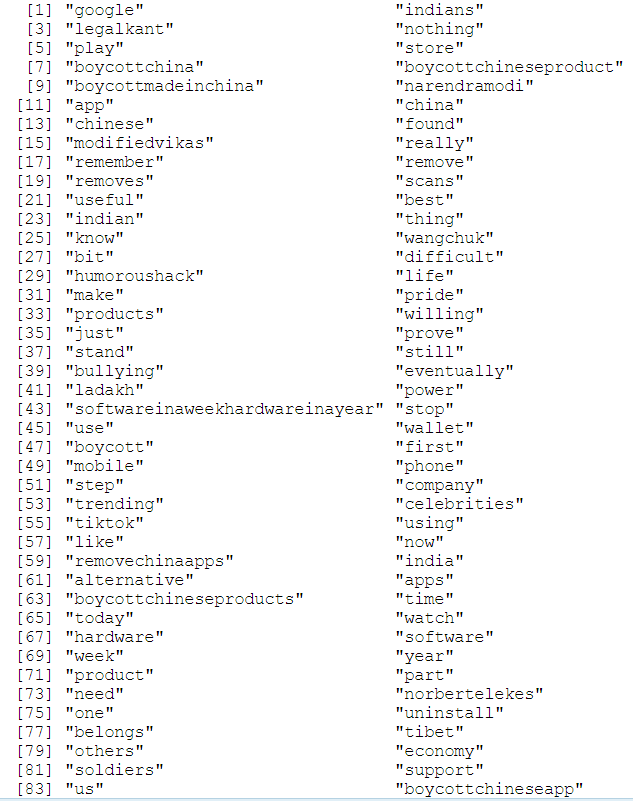 [1] "google" "indians"
[3] "legalkant" "nothing"
[5] "play" "store"
[7] "boycottchina" "boycottchineseproduct"
[9] "boycottmadeinchina" "narendramodi"
[11] "app" "china"
[13] "chinese" "found"
[15] "modifiedvikas" "really"
[17] "remember" "remove"
[19] "removes" "scans"
[21] "useful" "best"
[23] "indian" "thing"
[25] "know" "wangchuk"
[27] "bit" "difficult"
[29] "humoroushack" "life"
[31] "make" "pride"
[33] "products" "willing"
[35] "just" "prove"
[37] "stand" "still"
[39] "bullying" "eventually"
[41] "ladakh" "power"
[43] "softwareinaweekhardwareinayear" "stop"
[45] "use" "wallet"
[47] "boycott" "first"
[49] "mobile" "phone"
[51] "step" "company"
[53] "trending" "celebrities"
[55] "tiktok" "using"
[57] "like" "now"
[59] "removechinaapps" "india"
[61] "alternative" "apps"
[63] "boycottchineseproducts" "time"
[65] "today" "watch"
[67] "hardware" "software"
[69] "week" "year"
[71] "product" "part"
[73] "need" "norbertelekes"
[75] "one" "uninstall"
[77] "belongs" "tibet"
[79] "others" "economy"
[81] "soldiers" "support"
[83] "us" "boycottchineseapp"